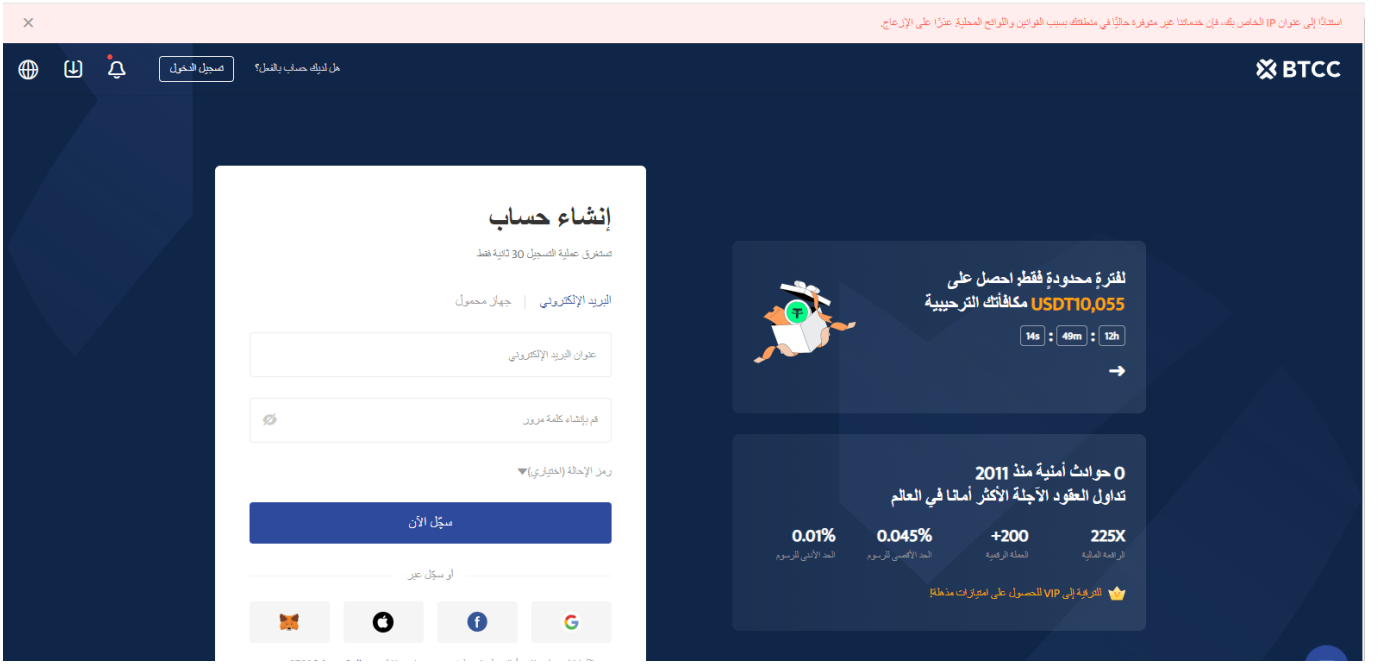 استنادًا إلى عنوان IP الخاص بك، فإن خدماتنا غير متوفرة حاليًا في منطقتك بسبب القوانين واللوائح المحلية. عذرًا على الإزعاج.
BTCC
هل لديك حساب بالفعل؟
تسجيل الدخول
إنشاء حساب
تستغرق عملية التسجيل 30 ثانية فقط
البريد الإلكتروني | جهاز محمول
عنوان البريد الإلكتروني
قم بإنشاء كلمة مرور
رمز الإحالة (اختياري)
سجّل الآن
أو سجّل عبر
لفترةٍ محدودةٍ فقط، احصل على
USDT10,055 مكافأتك الترحيبية
12h : 49m : 14s
0 حوادث أمنية منذ 2011
تداول العقود الآجلة الأكثر أمانا في العالم
225X
الرافعة المالية
200+
العملة الرقمية
0.045%
الحد الأقصى للرسوم
0.01%
الحد الأدنى للرسوم
الترقية إلى VIP للحصول على امتيازات مذهلة!